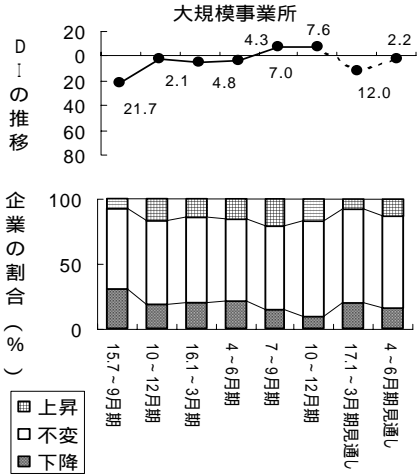 大規模事業所
DIの推移
20
0
20
40
60
80
21.7
2.1
4.8
4.3
7.0
7.6
12.0
2.2
企業の割合(%)
100
50
0
15.7~9月期
10~12月期
16.1~3月期
4~6月期
7~9月期
10~12月期
17.1~3月期見通し
4~6月期見通し
上昇
不変
下降